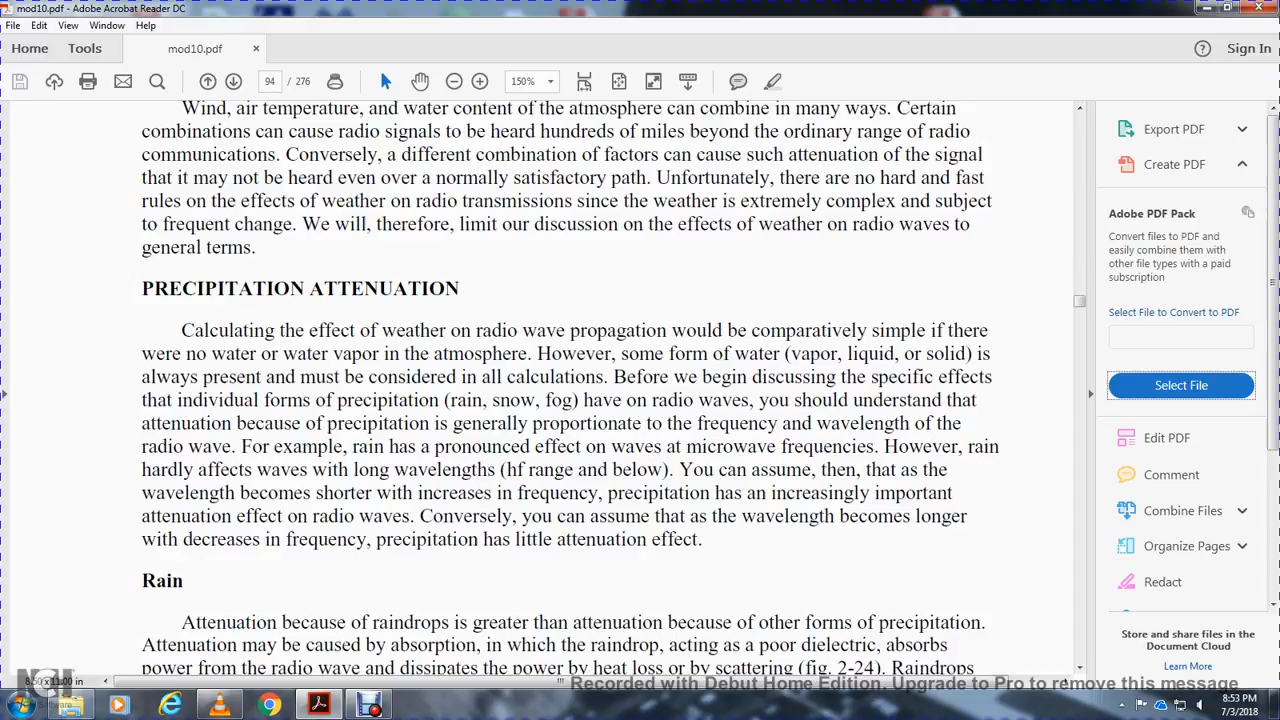 mod10.pdf - Adobe Acrobat Reader DC
File Edit View Window Help
Home Tools mod10.pdf × Sign In
94 / 276 150%
Wind, air temperature, and water content of the atmosphere can combine in many ways. Certain
combinations can cause radio signals to be heard hundreds of miles beyond the ordinary range of radio
communications. Conversely, a different combination of factors can cause such attenuation of the signal
that it may not be heard even over a normally satisfactory path. Unfortunately, there are no hard and fast
rules on the effects of weather on radio transmissions since the weather is extremely complex and subject
to frequent change. We will, therefore, limit our discussion on the effects of weather on radio waves to
general terms.
PRECIPITATION ATTENUATION
Calculating the effect of weather on radio wave propagation would be comparatively simple if there
were no water or water vapor in the atmosphere. However, some form of water (vapor, liquid, or solid) is
always present and must be considered in all calculations. Before we begin discussing the specific effects
that individual forms of precipitation (rain, snow, fog) have on radio waves, you should understand that
attenuation because of precipitation is generally proportionate to the frequency and wavelength of the
radio wave. For example, rain has a pronounced effect on waves at microwave frequencies. However, rain
hardly affects waves with long wavelengths (hf range and below). You can assume, then, that as the
wavelength becomes shorter with increases in frequency, precipitation has an increasingly important
attenuation effect on radio waves. Conversely, you can assume that as the wavelength becomes longer
with decreases in frequency, precipitation has little attenuation effect.
Rain
Attenuation because of raindrops is greater than attenuation because of other forms of precipitation.
Attenuation may be caused by absorption, in which the raindrop, acting as a poor dielectric, absorbs
power from the radio wave and dissipates the power by heat loss or by scattering (fig. 2-24). Raindrops
8.50 x 11.00 in
Export PDF
Create PDF
Adobe PDF Pack
Convert files to PDF and
easily combine them with
other file types with a paid
subscription
Select File to Convert to PDF
Select File
Edit PDF
Comment
Combine Files
Organize Pages
Redact
Store and share files in the
Document Cloud
Learn More
NCH
Software
Recorded with Debut Home Edition. Upgrade to Pro to remove this message
8:53 PM
7/3/2018